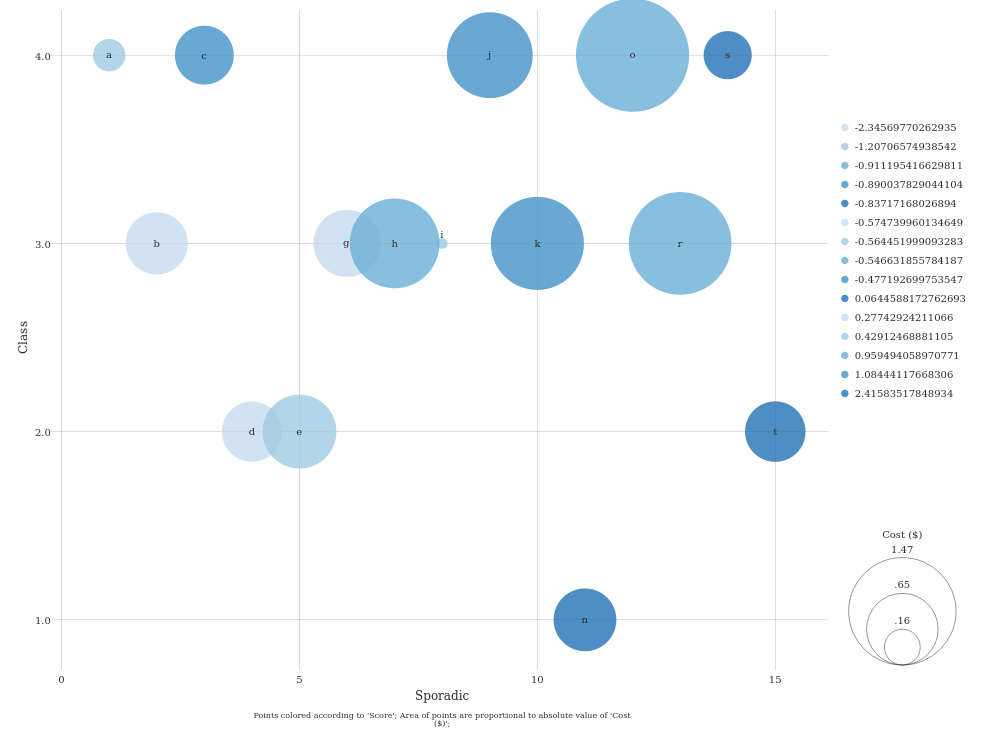 4.0
3.0
2.0
1.0
Class
a
c
j
o
s
b
g
h
i
k
r
d
e
t
n
0
5
10
15
Sporadic
Points colored according to 'Score'; Area of points are proportional to absolute value of 'Cost
($)';
-2.34569770262935
-1.20706574938542
-0.911195416629811
-0.890037829044104
-0.83717168026894
-0.574739960134649
-0.564451999093283
-0.546631855784187
-0.477192699753547
0.0644588172762693
0.27742924211066
0.42912468881105
0.959494058970771
1.08444117668306
2.41583517848934
Cost ($)
1.47
.65
.16